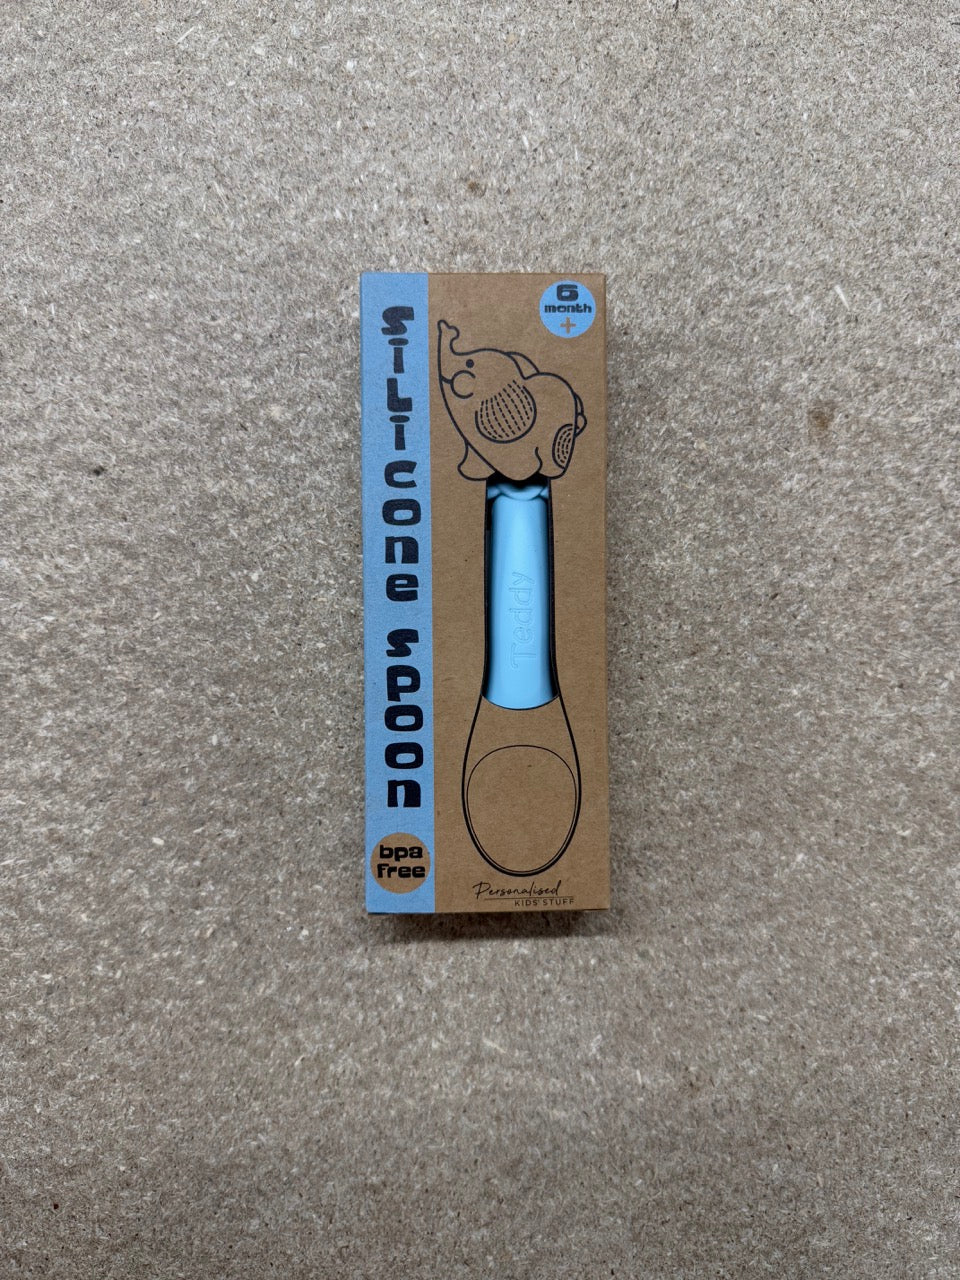 SILICONE SPOON
6
month
+
Teddy
bpa
free
Personalised
KIDS' STUFF